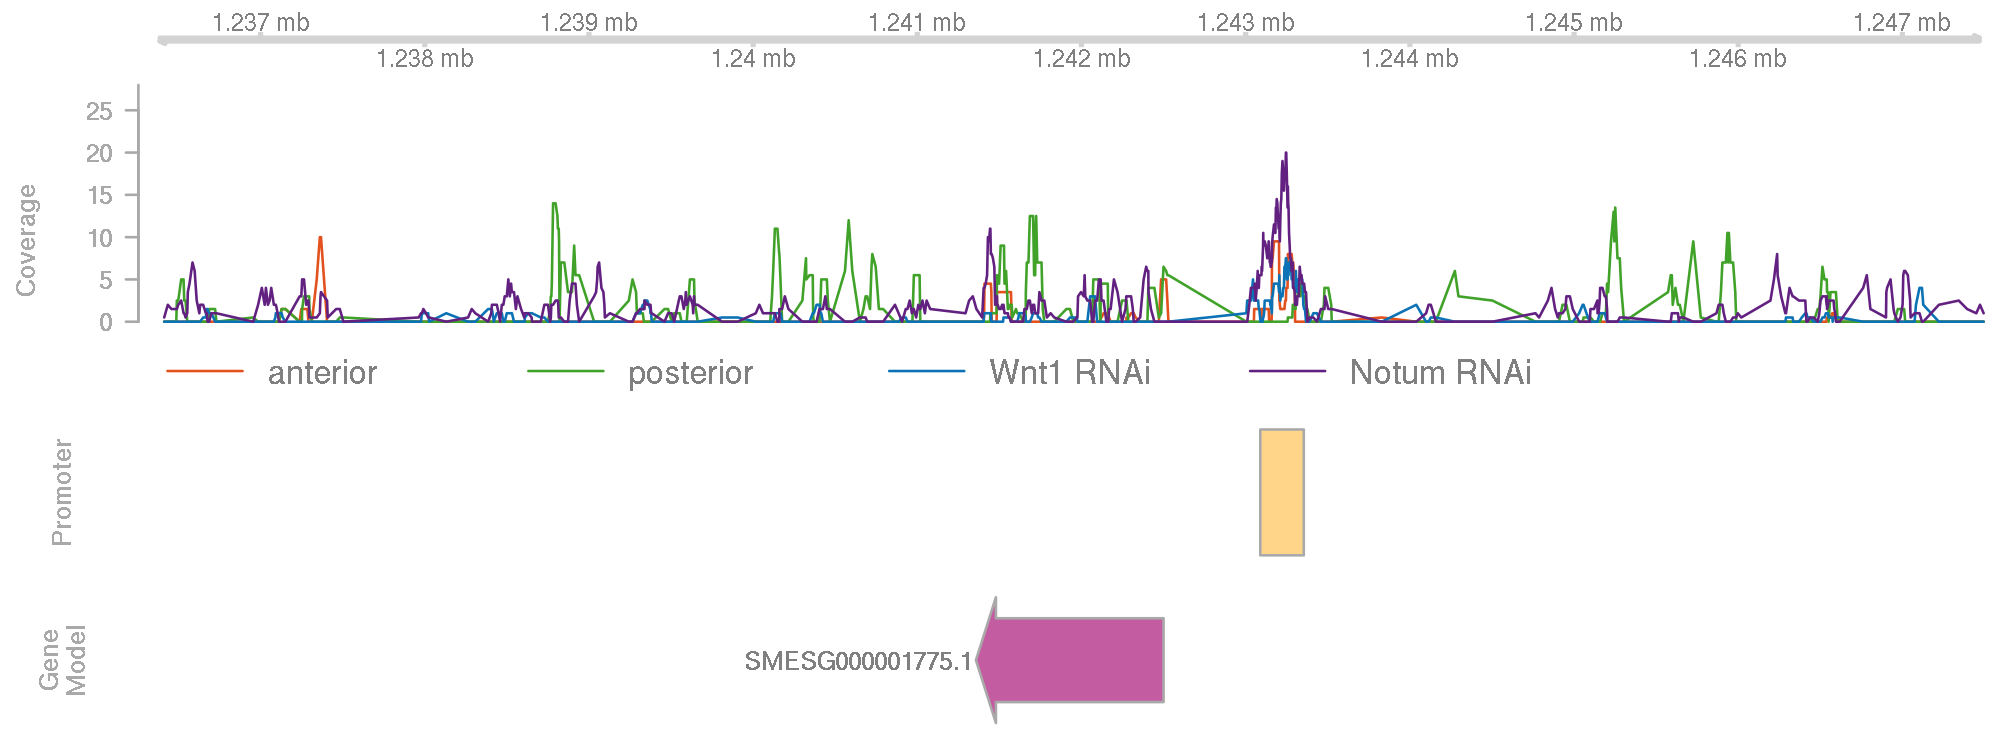 1.237 mb 1.239 mb 1.241 mb 1.243 mb 1.245 mb 1.247 mb
1.238 mb 1.24 mb 1.242 mb 1.244 mb 1.246 mb
25
20
15
10
5
0
Coverage
anterior posterior Wnt1 RNAi Notum RNAi
Promoter
Gene
Model
SMESG000001775.1